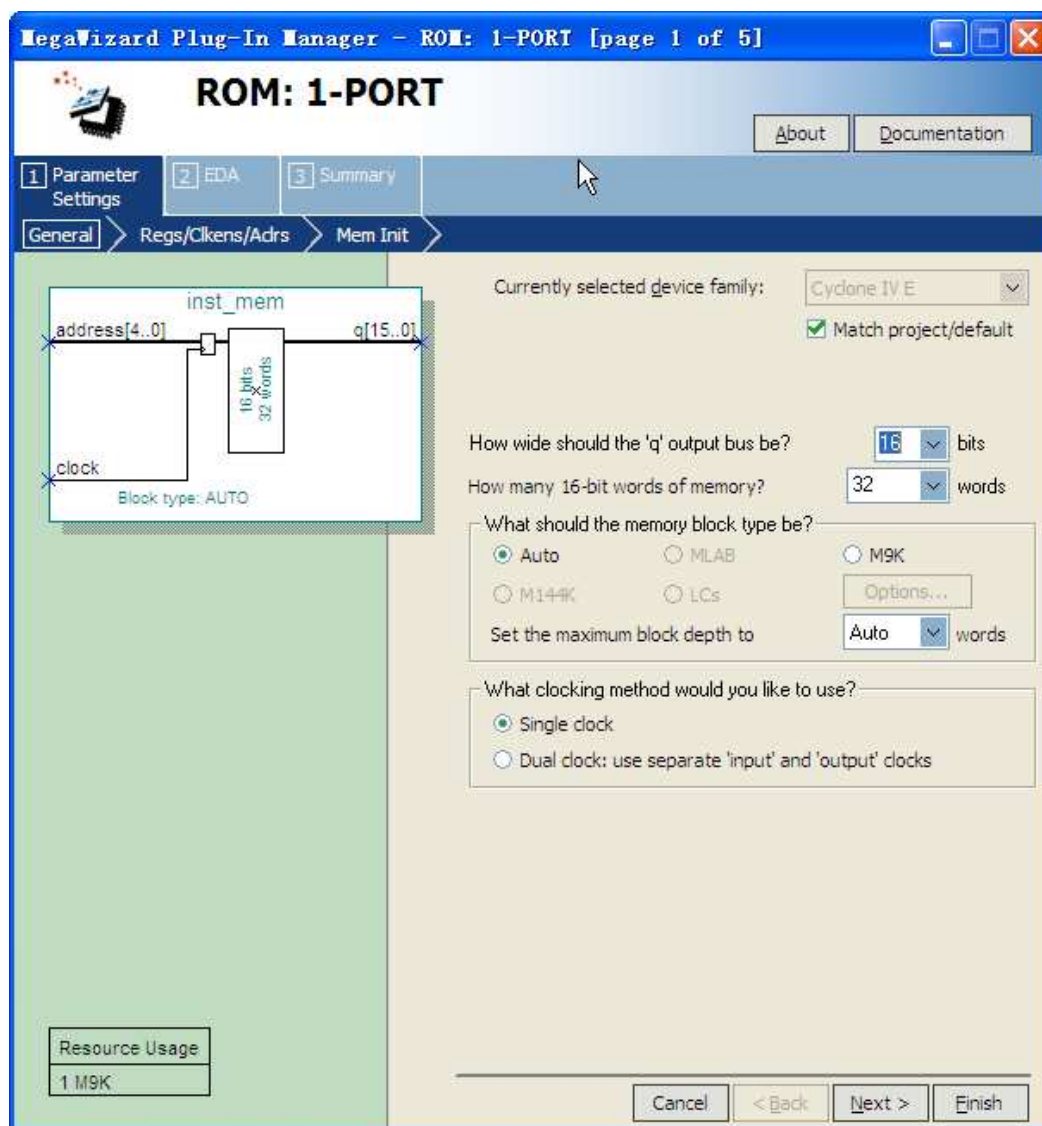 MegaWizard Plug-In Manager - ROM: 1-PORT [page 1 of 5]
ROM: 1-PORT
About
Documentation
1 Parameter Settings
2 EDA
3 Summary
General
Regs/Clkens/Adrs
Mem Init
inst_mem
address[4..0]
q[15..0]
16 bits
32 words
clock
Block type: AUTO
Currently selected device family:
Cyclone IV E
Match project/default
How wide should the 'q' output bus be?
16
bits
How many 16-bit words of memory?
32
words
What should the memory block type be?
Auto
MLAB
M9K
M144K
LCs
Options...
Set the maximum block depth to
Auto
words
What clocking method would you like to use?
Single clock
Dual clock: use separate 'input' and 'output' clocks
Resource Usage
1 M9K
Cancel
< Back
Next >
Finish